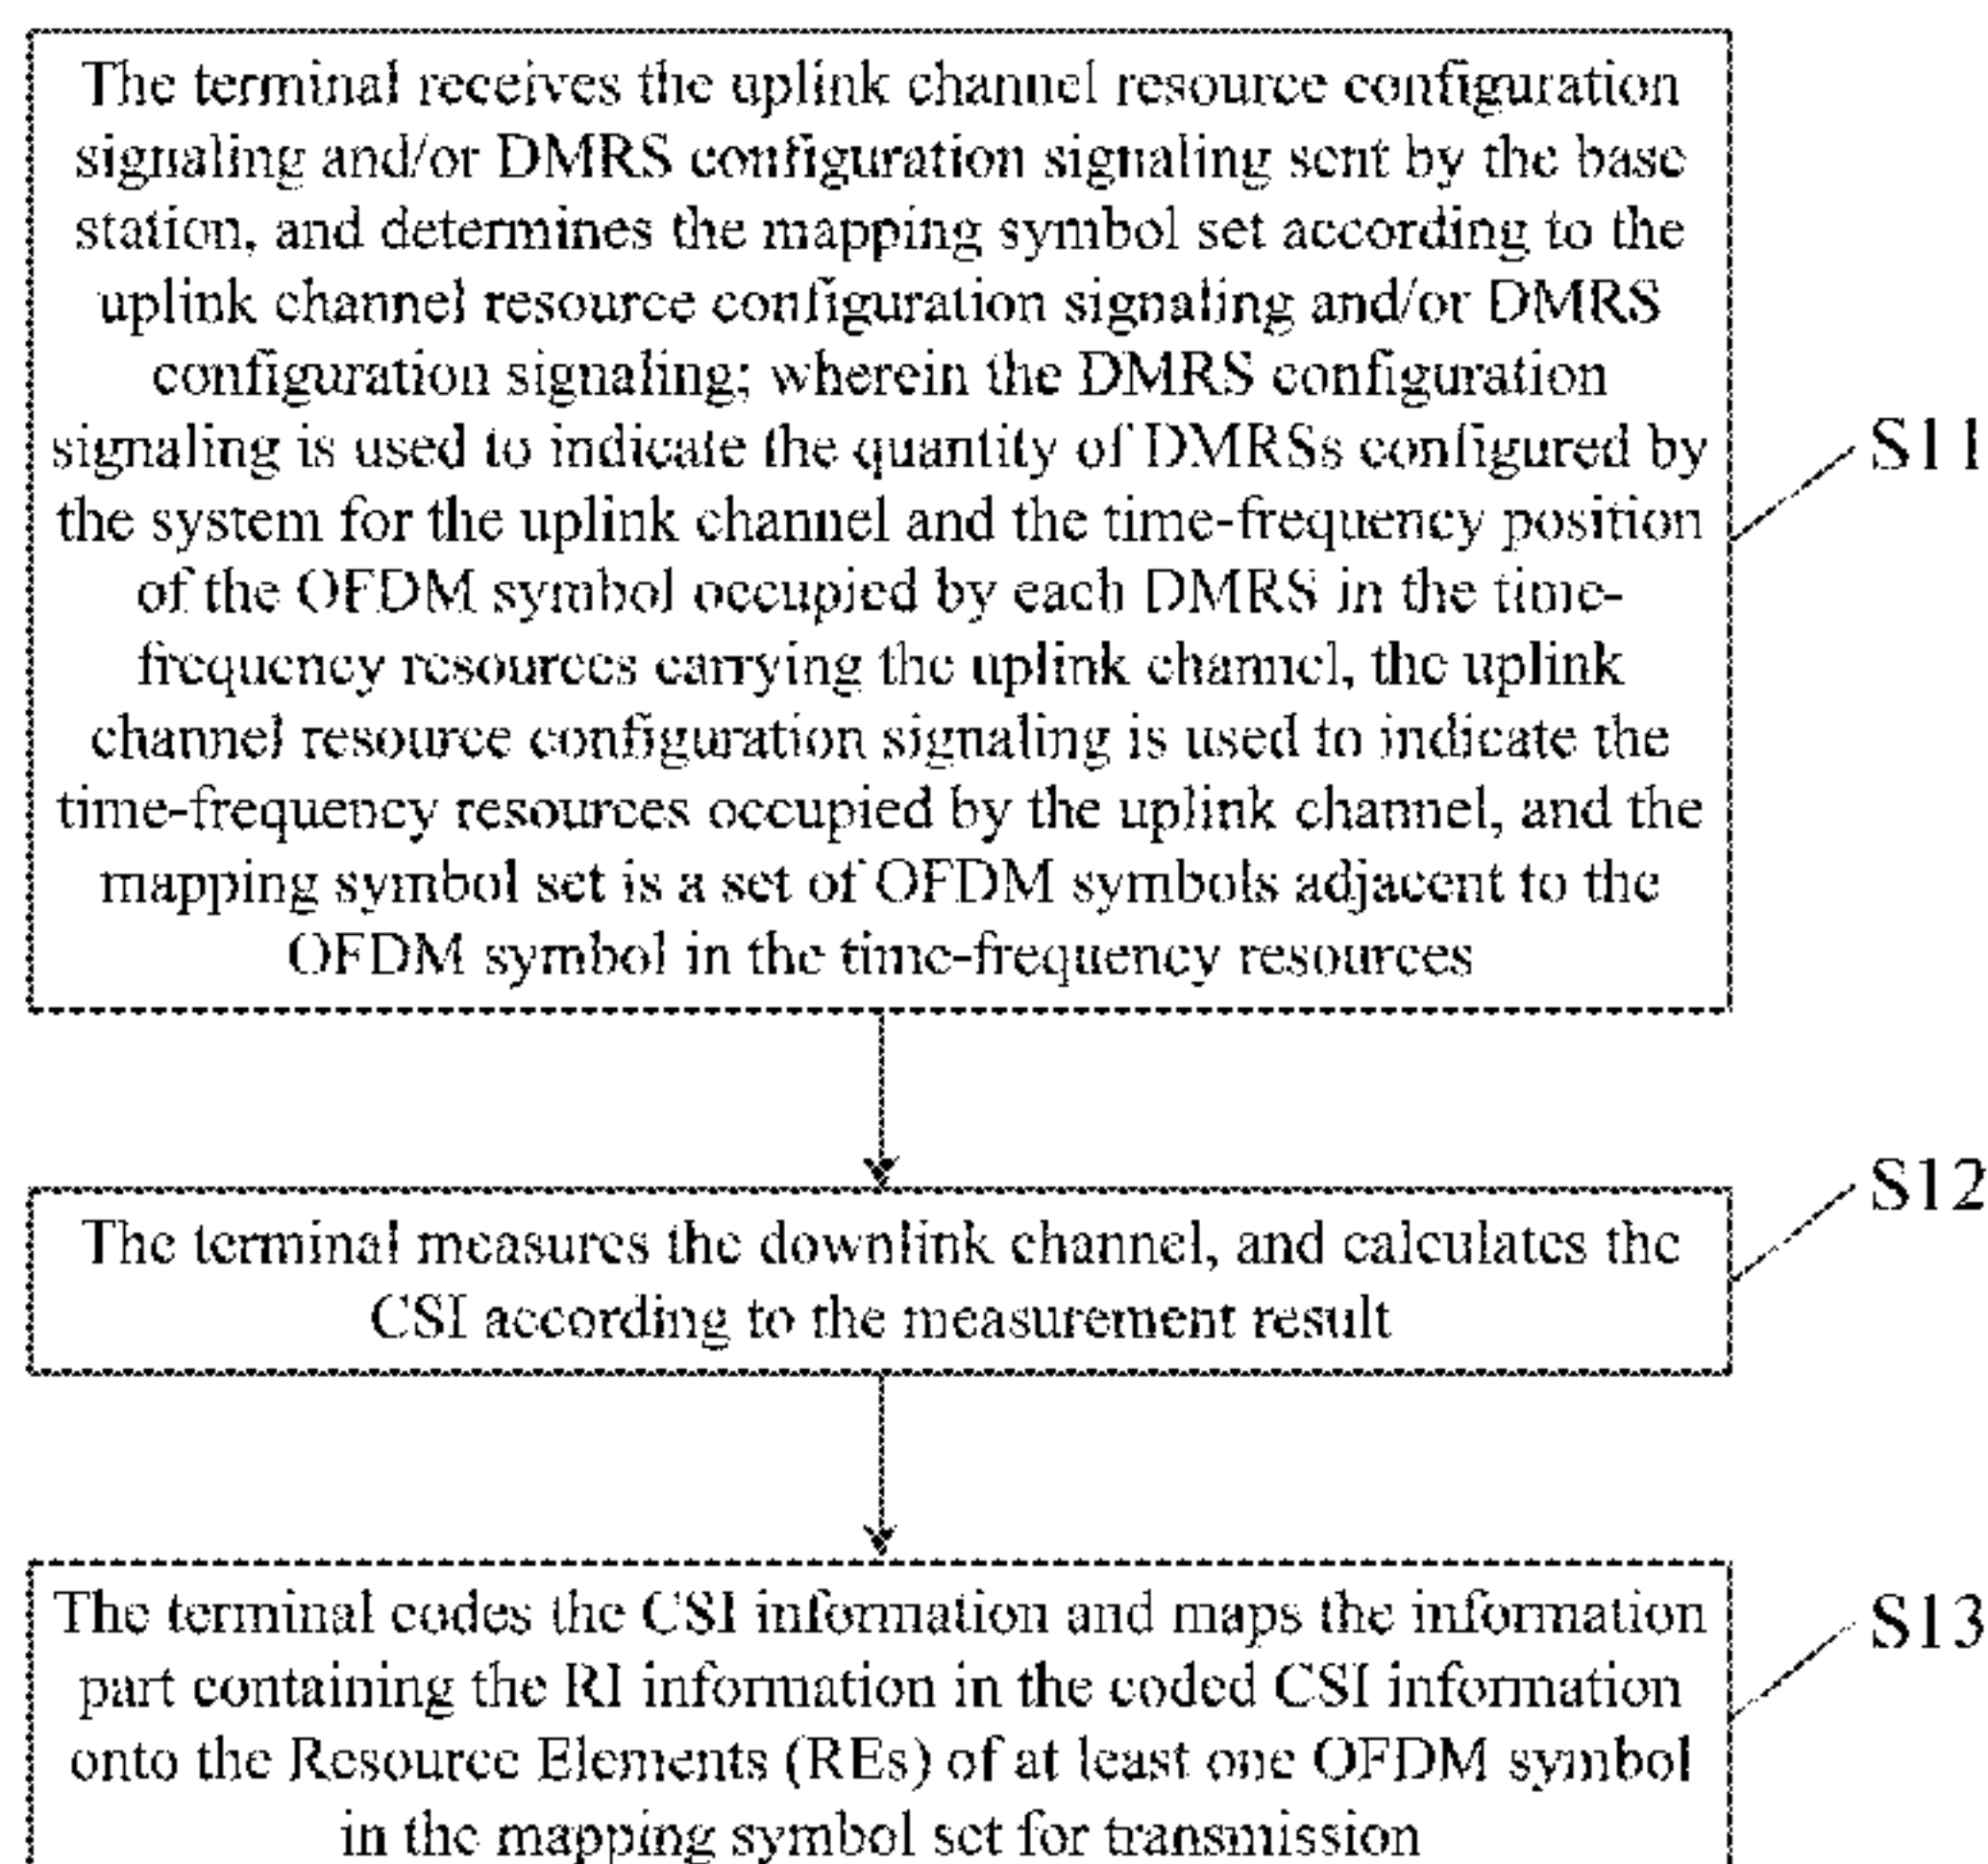 The terminal receives the uplink channel resource configuration
signaling and/or DMRS configuration signaling sent by the base
station, and determines the mapping symbol set according to the
uplink channel resource configuration signaling and/or DMRS
configuration signaling; wherein the DMRS configuration
signaling is used to indicate the quantity of DMRSs configured by
the system for the uplink channel and the time-frequency position
of the OFDM symbol occupied by each DMRS in the time-
frequency resources carrying the uplink channel, the uplink
channel resource configuration signaling is used to indicate the
time-frequency resources occupied by the uplink channel, and the
mapping symbol set is a set of OFDM symbols adjacent to the
OFDM symbol in the time-frequency resources
S11
The terminal measures the downlink channel, and calculates the
CSI according to the measurement result
S12
The terminal codes the CSI information and maps the information
part containing the RI information in the coded CSI information
onto the Resource Elements (REs) of at least one OFDM symbol
in the mapping symbol set for transmission
S13